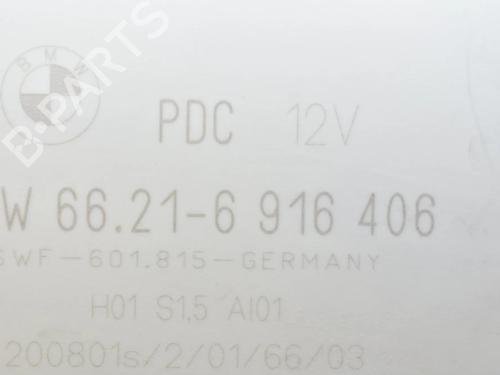 BMW
B-PARTS
PDC 12V
W 66.21-6 916 406
SWF-601.815-GERMANY
H01 S1,5 AI01
200801s/2/01/66/03